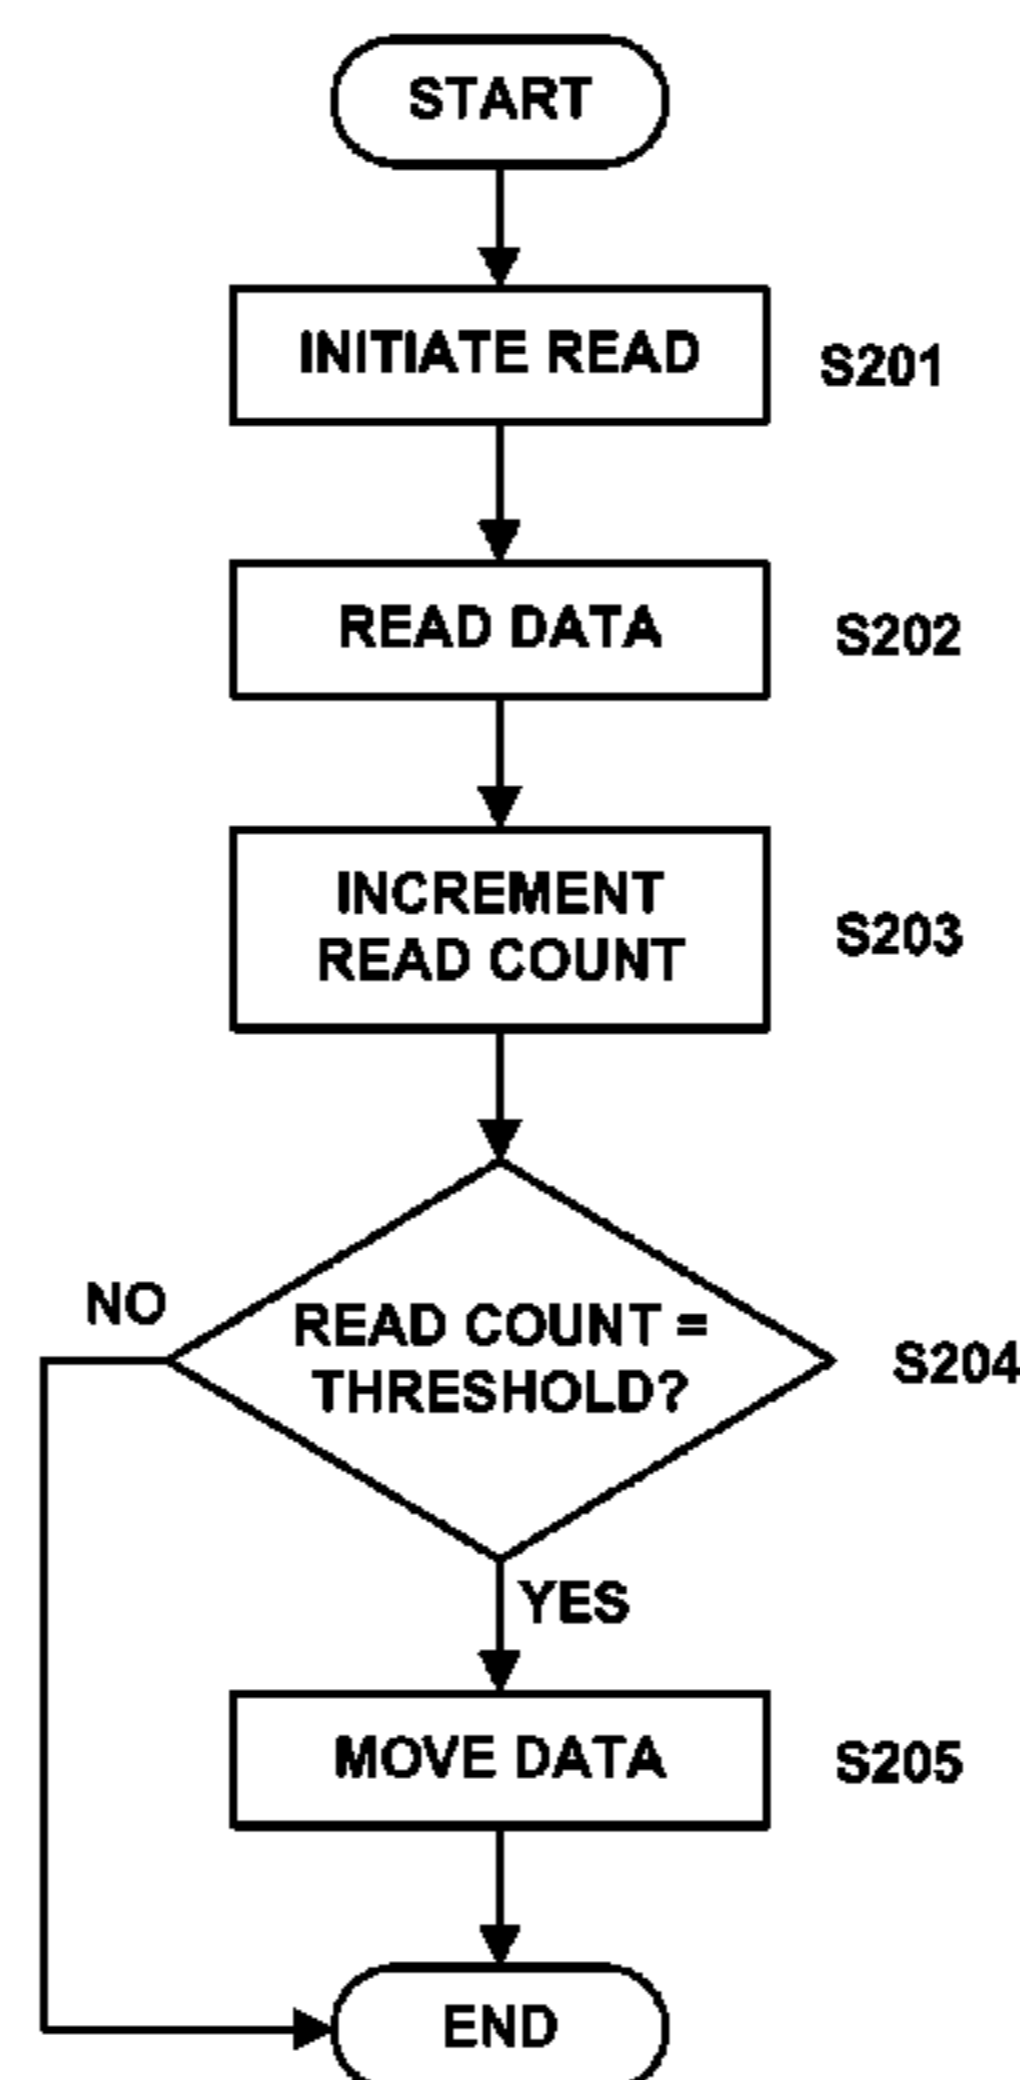 START
INITIATE READ
S201
READ DATA
S202
INCREMENT
READ COUNT
S203
NO
READ COUNT =
THRESHOLD?
S204
YES
MOVE DATA
S205
END